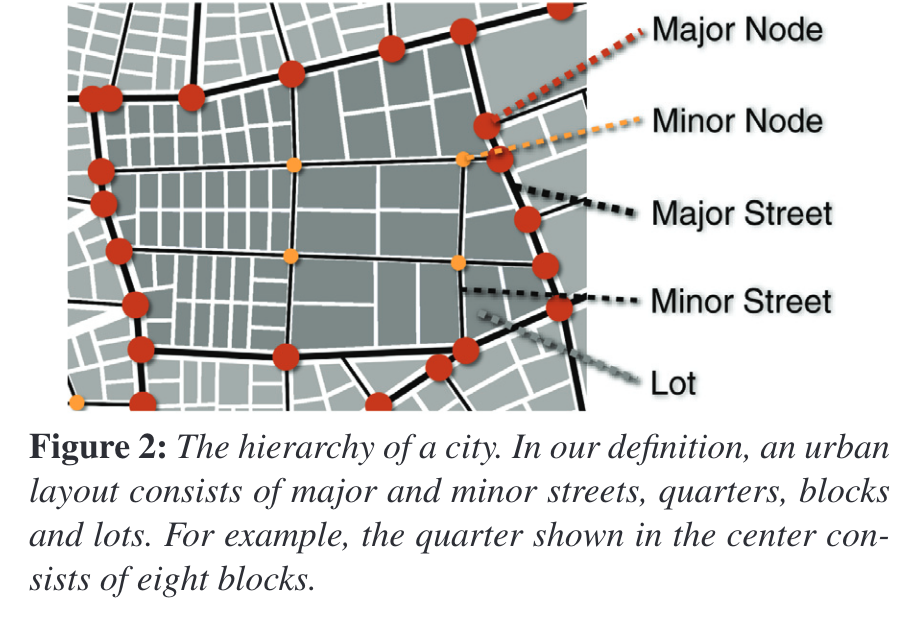 Major Node
Minor Node
Major Street
Minor Street
Lot
Figure 2: The hierarchy of a city. In our definition, an urban
layout consists of major and minor streets, quarters, blocks
and lots. For example, the quarter shown in the center con-
sists of eight blocks.